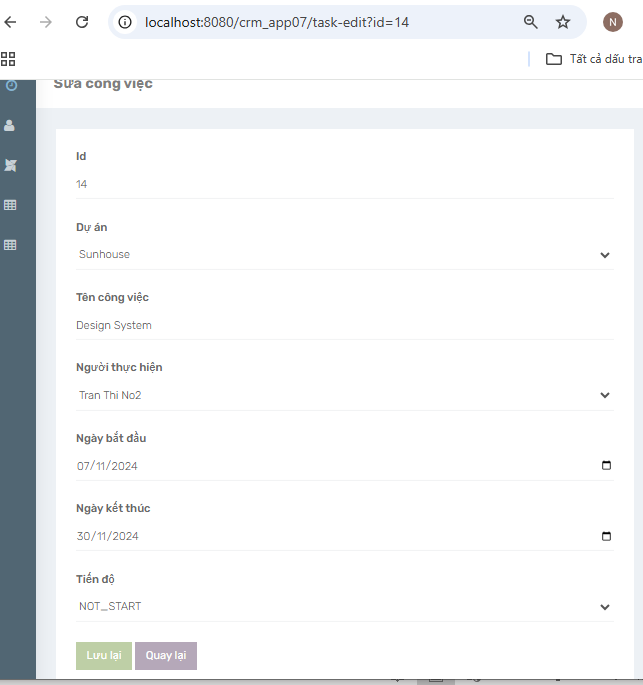 localhost:8080/crm_app07/task-edit?id=14
N
Tất cả dấu tra
Sửa công việc
Id
14
Dự án
Sunhouse
Tên công việc
Design System
Người thực hiện
Tran Thi No2
Ngày bắt đầu
07/11/2024
Ngày kết thúc
30/11/2024
Tiến độ
NOT_START
Lưu lại
Quay lại